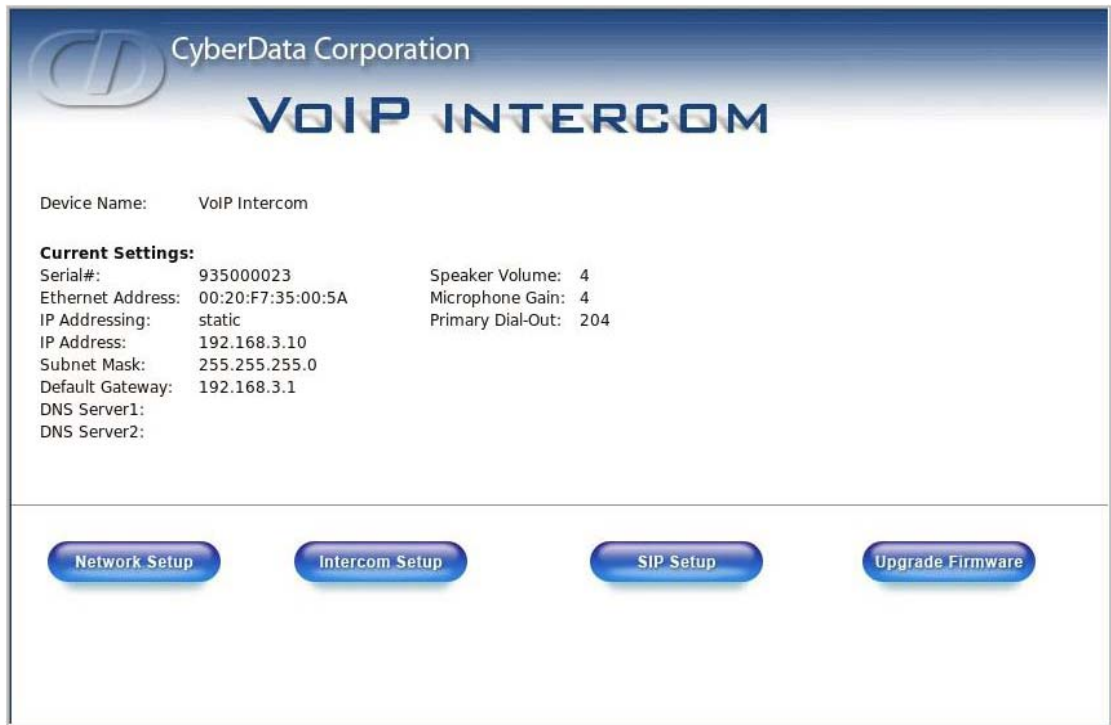 CyberData Corporation
VoIP INTERCOM
Device Name: VoIP Intercom
Current Settings:
Serial#: 935000023 Speaker Volume: 4
Ethernet Address: 00:20:F7:35:00:5A Microphone Gain: 4
IP Addressing: static Primary Dial-Out: 204
IP Address: 192.168.3.10
Subnet Mask: 255.255.255.0
Default Gateway: 192.168.3.1
DNS Server1:
DNS Server2:
Network Setup Intercom Setup SIP Setup Upgrade Firmware